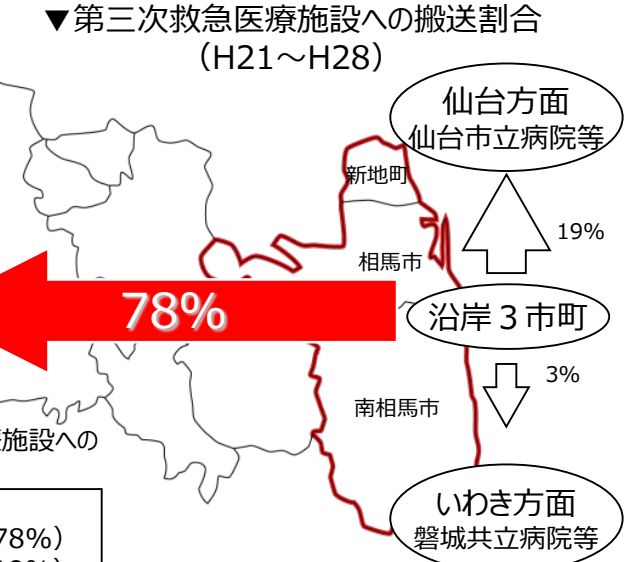 ▼第三次救急医療施設への搬送割合
（H21～H28）
仙台方面
仙台市立病院等
新地町
19%
相馬市
78%
沿岸３市町
3%
南相馬市
施設への
いわき方面
磐城共立病院等
78%）